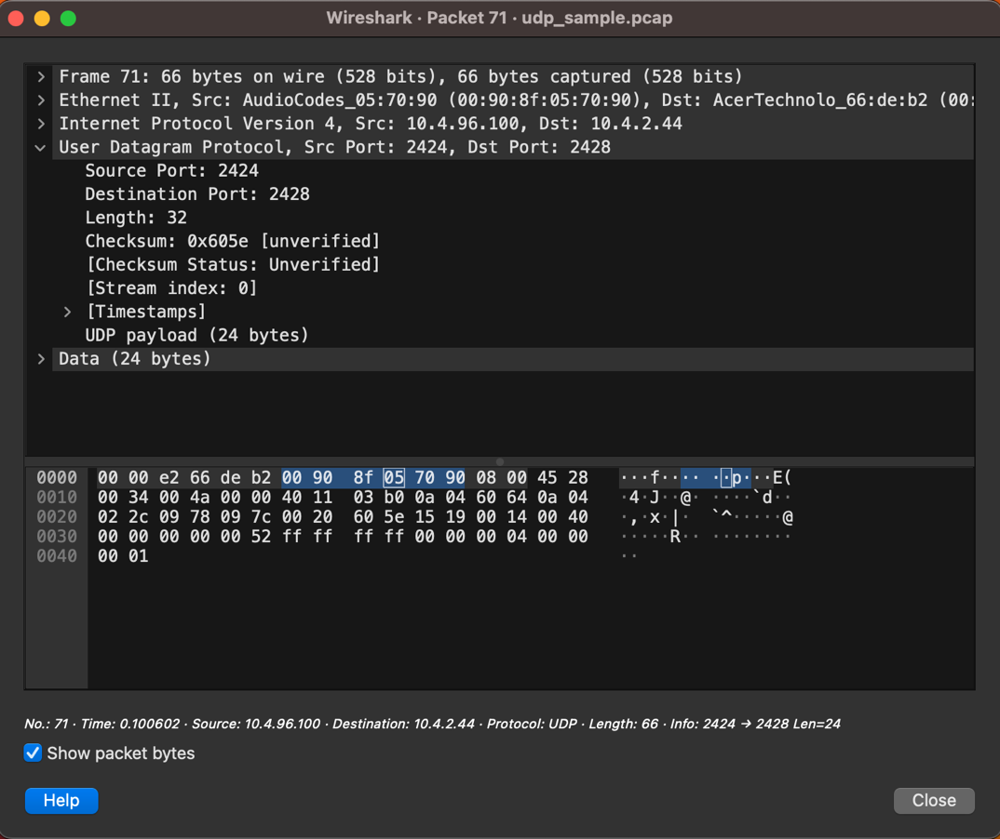 Wireshark · Packet 71 · udp_sample.pcap
Frame 71: 66 bytes on wire (528 bits), 66 bytes captured (528 bits)
Ethernet II, Src: AudioCodes_05:70:90 (00:90:8f:05:70:90), Dst: AcerTechnolo_66:de:b2 (00:
Internet Protocol Version 4, Src: 10.4.96.100, Dst: 10.4.2.44
User Datagram Protocol, Src Port: 2424, Dst Port: 2428
Source Port: 2424
Destination Port: 2428
Length: 32
Checksum: 0x605e [unverified]
[Checksum Status: Unverified]
[Stream index: 0]
[Timestamps]
UDP payload (24 bytes)
Data (24 bytes)
0000 00 00 e2 66 de b2 00 90 8f 05 70 90 08 00 45 28 ···f···· ··p···E(
0010 00 34 00 4a 00 00 40 11 03 b0 0a 04 60 64 0a 04 ·4·J··@· ····`d··
0020 02 2c 09 78 09 7c 00 20 60 5e 15 19 00 14 00 40 ·,·x·|· `^·····@
0030 00 00 00 00 00 52 ff ff ff ff 00 00 00 04 00 00 ·····R·· ········
0040 00 01 ··
No.: 71 · Time: 0.100602 · Source: 10.4.96.100 · Destination: 10.4.2.44 · Protocol: UDP · Length: 66 · Info: 2424 → 2428 Len=24
Show packet bytes
Help
Close